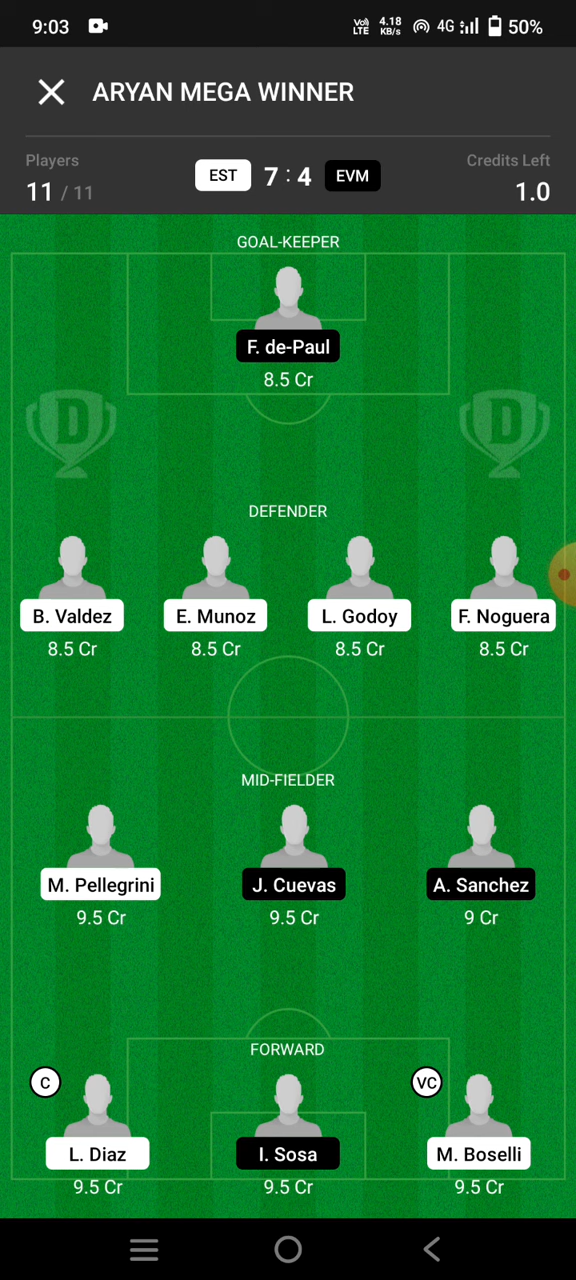 9:03 Vo) LTE 4.18 KB/s 4G 50%
ARYAN MEGA WINNER
Players Credits Left
11 / 11 EST 7 : 4 EVM 1.0
GOAL-KEEPER
F. de-Paul
8.5 Cr
D D
DEFENDER
B. Valdez E. Munoz L. Godoy F. Noguera
8.5 Cr 8.5 Cr 8.5 Cr 8.5 Cr
MID-FIELDER
M. Pellegrini J. Cuevas A. Sanchez
9.5 Cr 9.5 Cr 9 Cr
FORWARD
C VC
L. Diaz I. Sosa M. Boselli
9.5 Cr 9.5 Cr 9.5 Cr